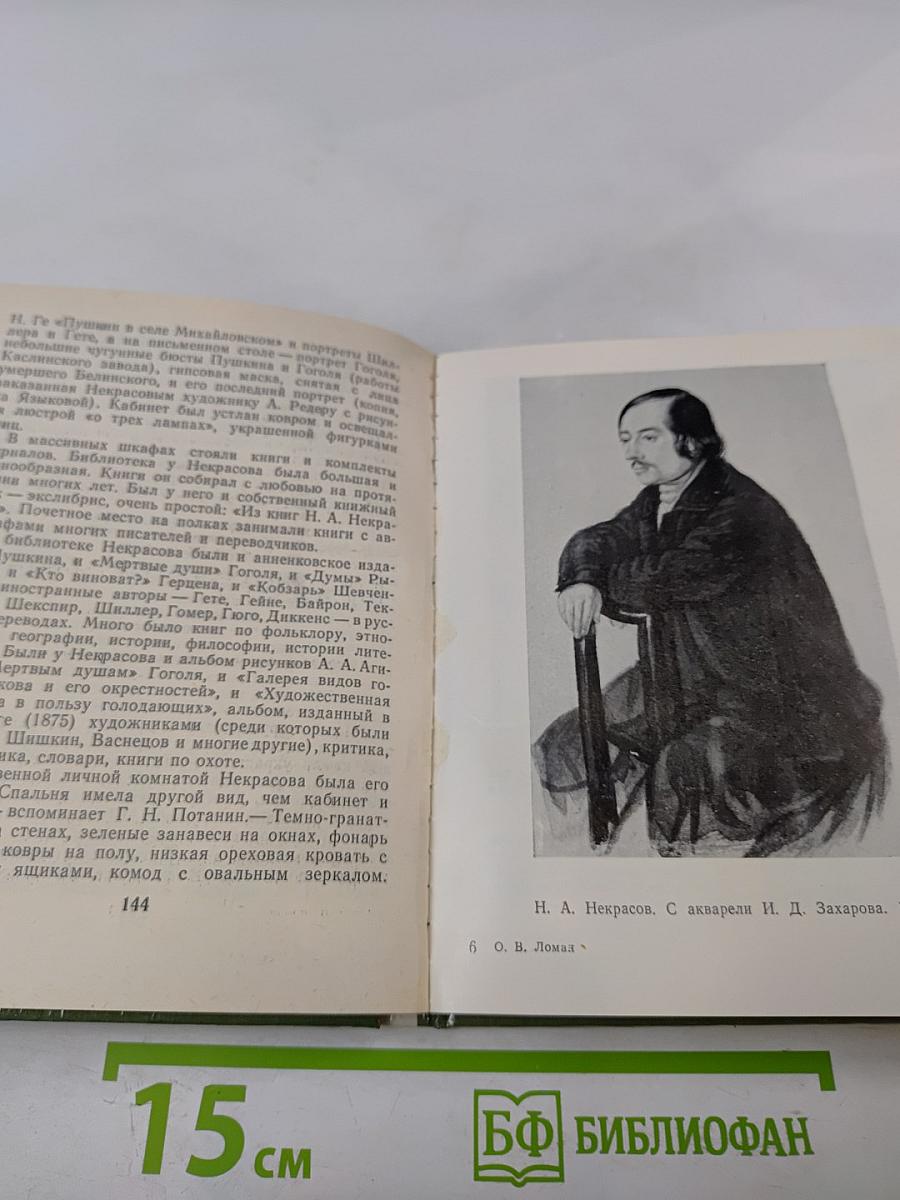 Н. Ге «Пушкин в селе Михайловском» и портреты Шил-
лера и Гете, а на письменном столе — портрет Гоголя,
небольшие чугунные бюсты Пушкина и Гоголя (работы
Каслинского завода), гипсовая маска, снятая с лица
умершего Белинского, и его последний портрет (копия,
заказанная Некрасовым художнику А. Редеру с рисун-
ка Языковой). Кабинет был устлан ковром и освещал-
я люстрой «о трех лампах», украшенной фигурками
иц.
В массивных шкафах стояли книги и комплекты
рналов. Библиотека у Некрасова была большая и
нообразная. Книги он собирал с любовью на протя-
нии многих лет. Был у него и собственный книжный
к — экслибрис, очень простой: «Из книг Н. А. Некра-
». Почетное место на полках занимали книги с ав-
афами многих писателей и переводчиков.
библиотеке Некрасова были и анненковское изда-
Пушкина, и «Мертвые души» Гоголя, и «Думы» Ры-
и «Кто виноват?» Герцена, и «Кобзарь» Шевчен-
иностранные авторы — Гете, Гейне, Байрон, Тек-
Шекспир, Шиллер, Гомер, Гюго, Диккенс — в рус-
ереводах. Много было книг по фольклору, этно-
географии, истории, философии, истории лите-
Были у Некрасова и альбом рисунков А. А. Аги-
Мертвым душам» Гоголя, и «Галерея видов го-
кова и его окрестностей», и «Художественная
а в пользу голодающих», альбом, изданный в
ге (1875) художниками (среди которых были
Шишкин, Васнецов и многие другие), критика,
ика, словари, книги по охоте.
венной личной комнатой Некрасова была его
Спальня имела другой вид, чем кабинет и
— вспоминает Г. Н. Потанин.— Темно-гранат-
а стенах, зеленые занавеси на окнах, фонарь
ковры на полу, низкая ореховая кровать с
ящиками, комод с овальным зеркалом.
144
Н. А. Некрасов. С акварели И. Д. Захарова.
6 О. В. Ломан
15 см
БФ БИБЛИОФАН